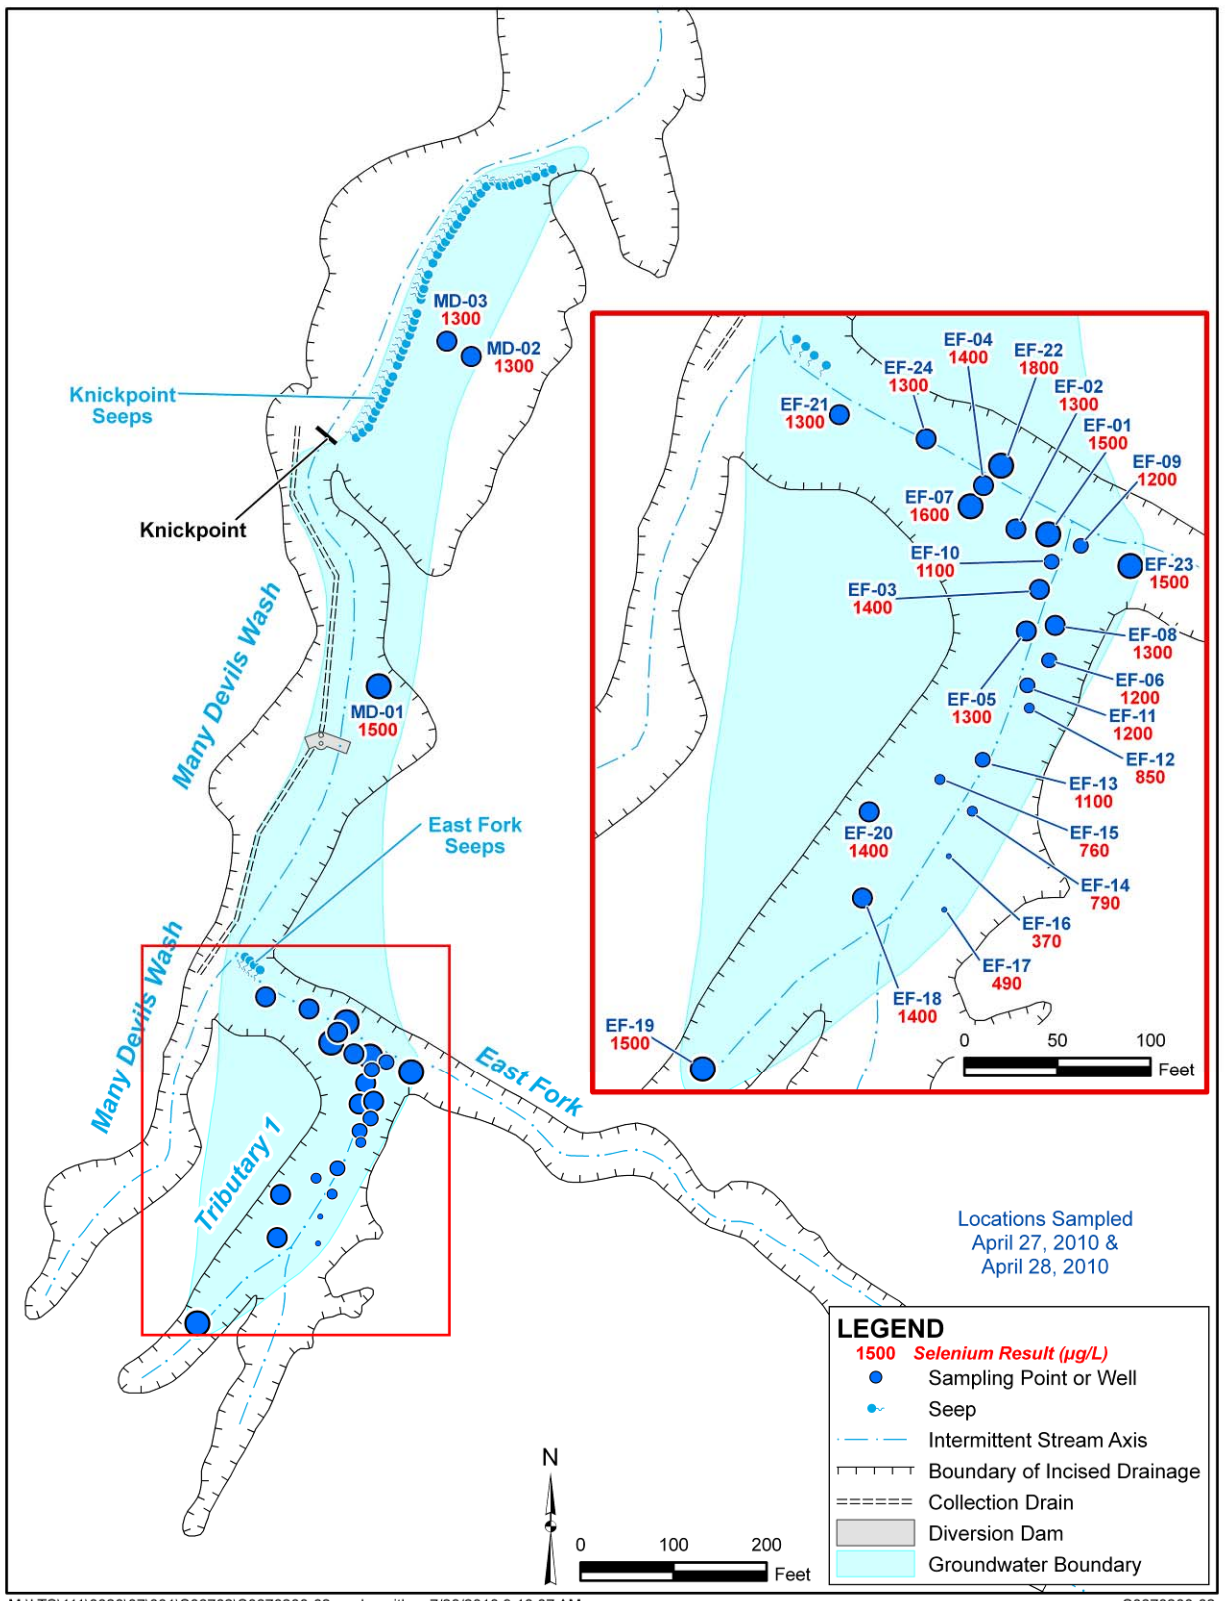 MD-03
1300
MD-02
1300
Knickpoint
Seeps
Knickpoint
Many Devils Wash
MD-01
1500
East Fork
Seeps
Many Devils Wash
East Fork
Tributary 1
EF-04
1400
EF-22
1800
EF-24
1300
EF-02
1300
EF-21
1300
EF-01
1500
EF-09
1200
EF-07
1600
EF-10
1100
EF-23
1500
EF-03
1400
EF-08
1300
EF-06
1200
EF-05
1300
EF-11
1200
EF-12
850
EF-13
1100
EF-15
760
EF-20
1400
EF-14
790
EF-16
370
EF-17
490
EF-18
1400
EF-19
1500
0 50 100
Feet
Locations Sampled
April 27, 2010 &
April 28, 2010
LEGEND
1500 Selenium Result (µg/L)
Sampling Point or Well
Seep
Intermittent Stream Axis
Boundary of Incised Drainage
Collection Drain
Diversion Dam
Groundwater Boundary
N
0 100 200
Feet